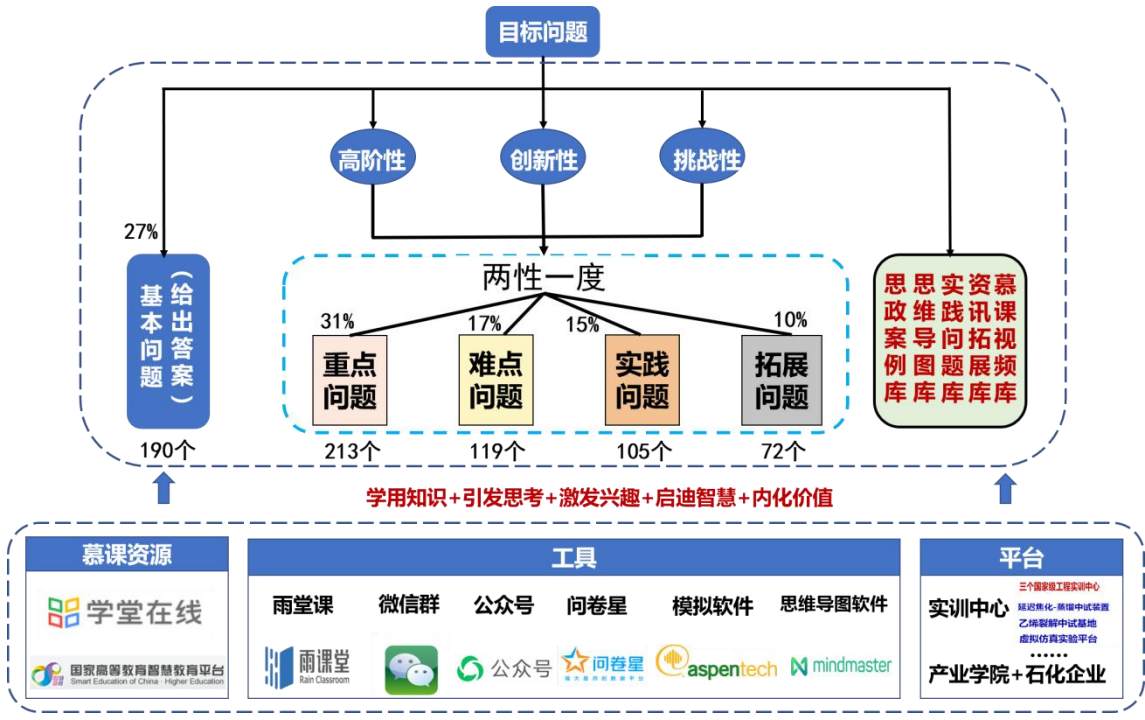 目标问题
高阶性
创新性
挑战性
27%
基本问题
（给出答案）
190个
两性一度
31%
17%
15%
10%
重点
问题
难点
问题
实践
问题
拓展
问题
213个
119个
105个
72个
思政案例库
思维导图库
实践问题库
资讯拓展库
慕课视频库
学用知识+引发思考+激发兴趣+启迪智慧+内化价值
慕课资源
学堂在线
国家高等教育智慧教育平台
Smart Education of China · Higher Education
工具
雨堂课
微信群
公众号
问卷星
模拟软件
思维导图软件
雨课堂
Rain Classroom
公众号
问卷星
aspentech
mindmaster
平台
三个国家级工程实训中心
实训中心
延迟焦化-蒸馏中试装置
乙烯裂解中试基地
虚拟仿真实验平台
……
产业学院+石化企业